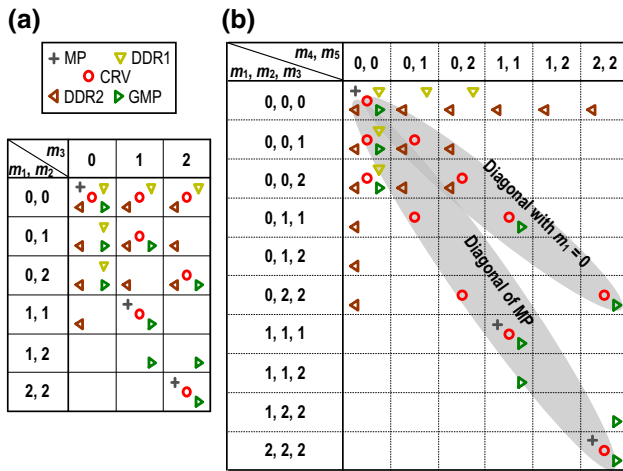 (a)
MP DDR1
CRV
DDR2 GMP
m3
m1, m2
0 1 2
0, 0
0, 1
0, 2
1, 1
1, 2
2, 2
(b)
m4, m5
m1, m2, m3
0, 0 0, 1 0, 2 1, 1 1, 2 2, 2
0, 0, 0
0, 0, 1
0, 0, 2
0, 1, 1
0, 1, 2
0, 2, 2
1, 1, 1
1, 1, 2
1, 2, 2
2, 2, 2
Diagonal with m1 = 0
Diagonal of MP